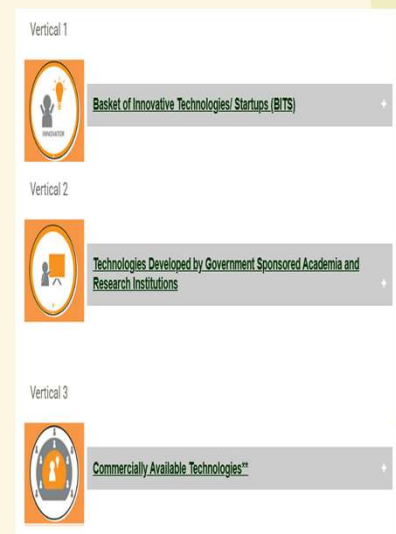 Vertical 1
INNOVATOR
Basket of Innovative Technologies/ Startups (BITS)
+
Vertical 2
Technologies Developed by Government Sponsored Academia and
Research Institutions
+
Vertical 3
Commercially Available Technologies**
+